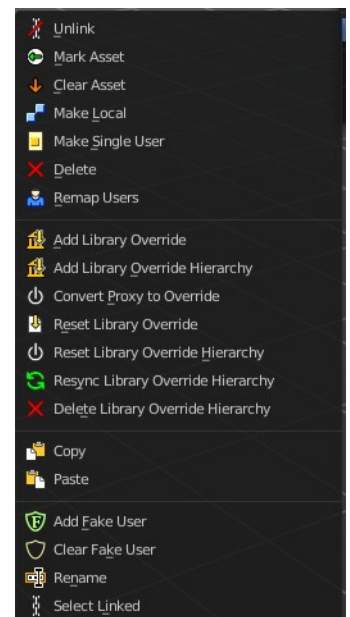 Unlink
Mark Asset
Clear Asset
Make Local
Make Single User
Delete
Remap Users
Add Library Override
Add Library Override Hierarchy
Convert Proxy to Override
Reset Library Override
Reset Library Override Hierarchy
Resync Library Override Hierarchy
Delete Library Override Hierarchy
Copy
Paste
Add Fake User
Clear Fake User
Rename
Select Linked